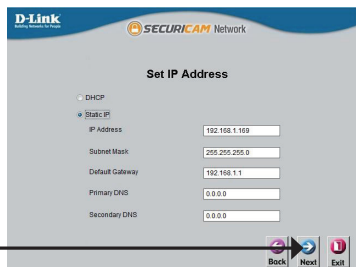 D-Link
Building Networks for People
SECURICAM Network
Set IP Address
DHCP
Static IP
IP Address 192.168.1.169
Subnet Mask 255.255.255.0
Default Gateway 192.168.1.1
Primary DNS 0.0.0.0
Secondary DNS 0.0.0.0
Back Next Exit